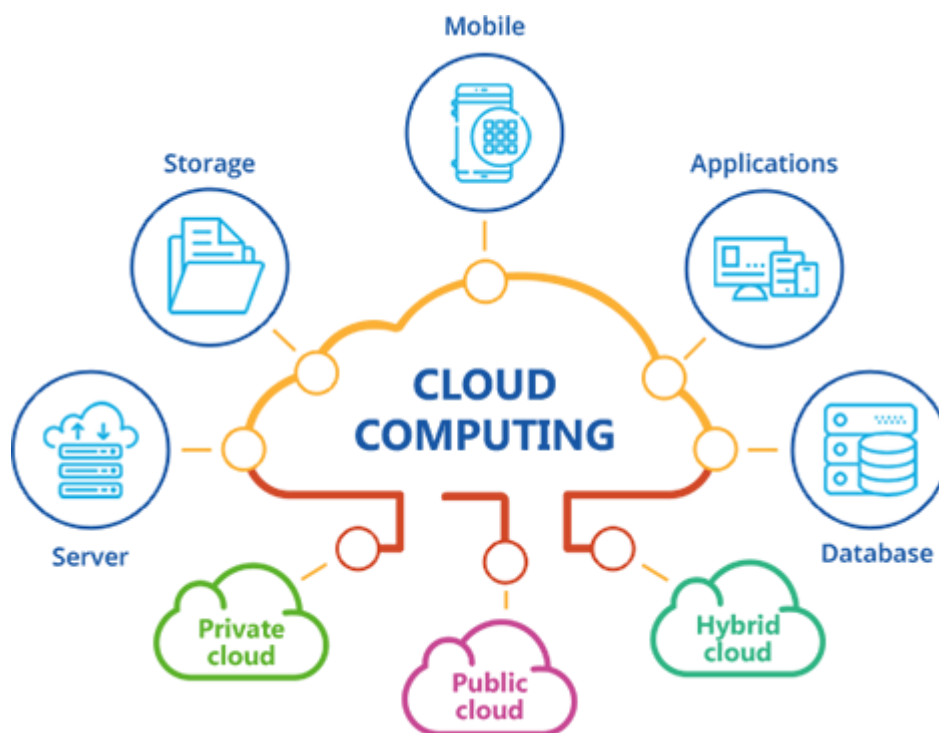 Mobile
Storage
Applications
CLOUD
COMPUTING
Server
Database
Private
cloud
Public
cloud
Hybrid
cloud